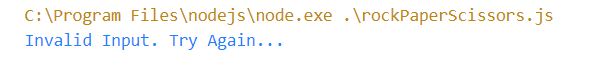 C:\Program Files\nodejs\node.exe .\rockPaperScissors.js
Invalid Input. Try Again...